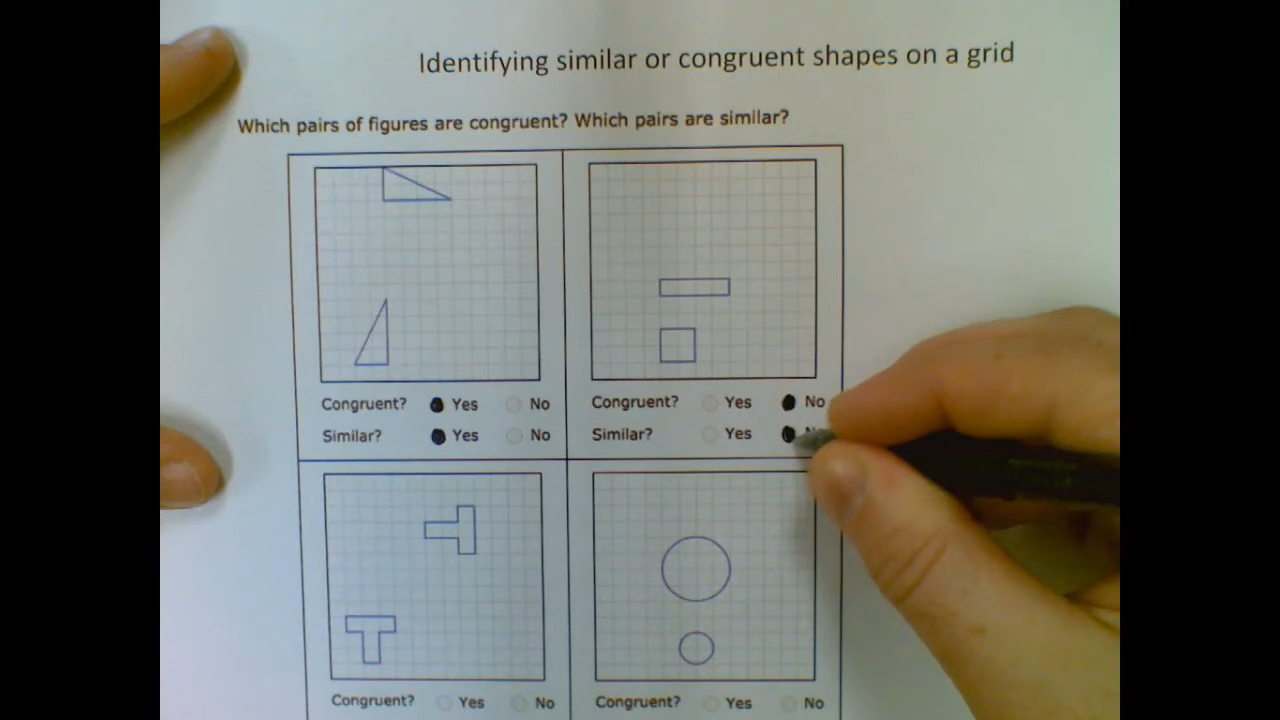 Identifying similar or congruent shapes on a grid
Which pairs of figures are congruent? Which pairs are similar?
Congruent? Yes No
Similar? Yes No
Congruent? Yes No
Similar? Yes
Congruent? Yes No
Congruent? Yes No